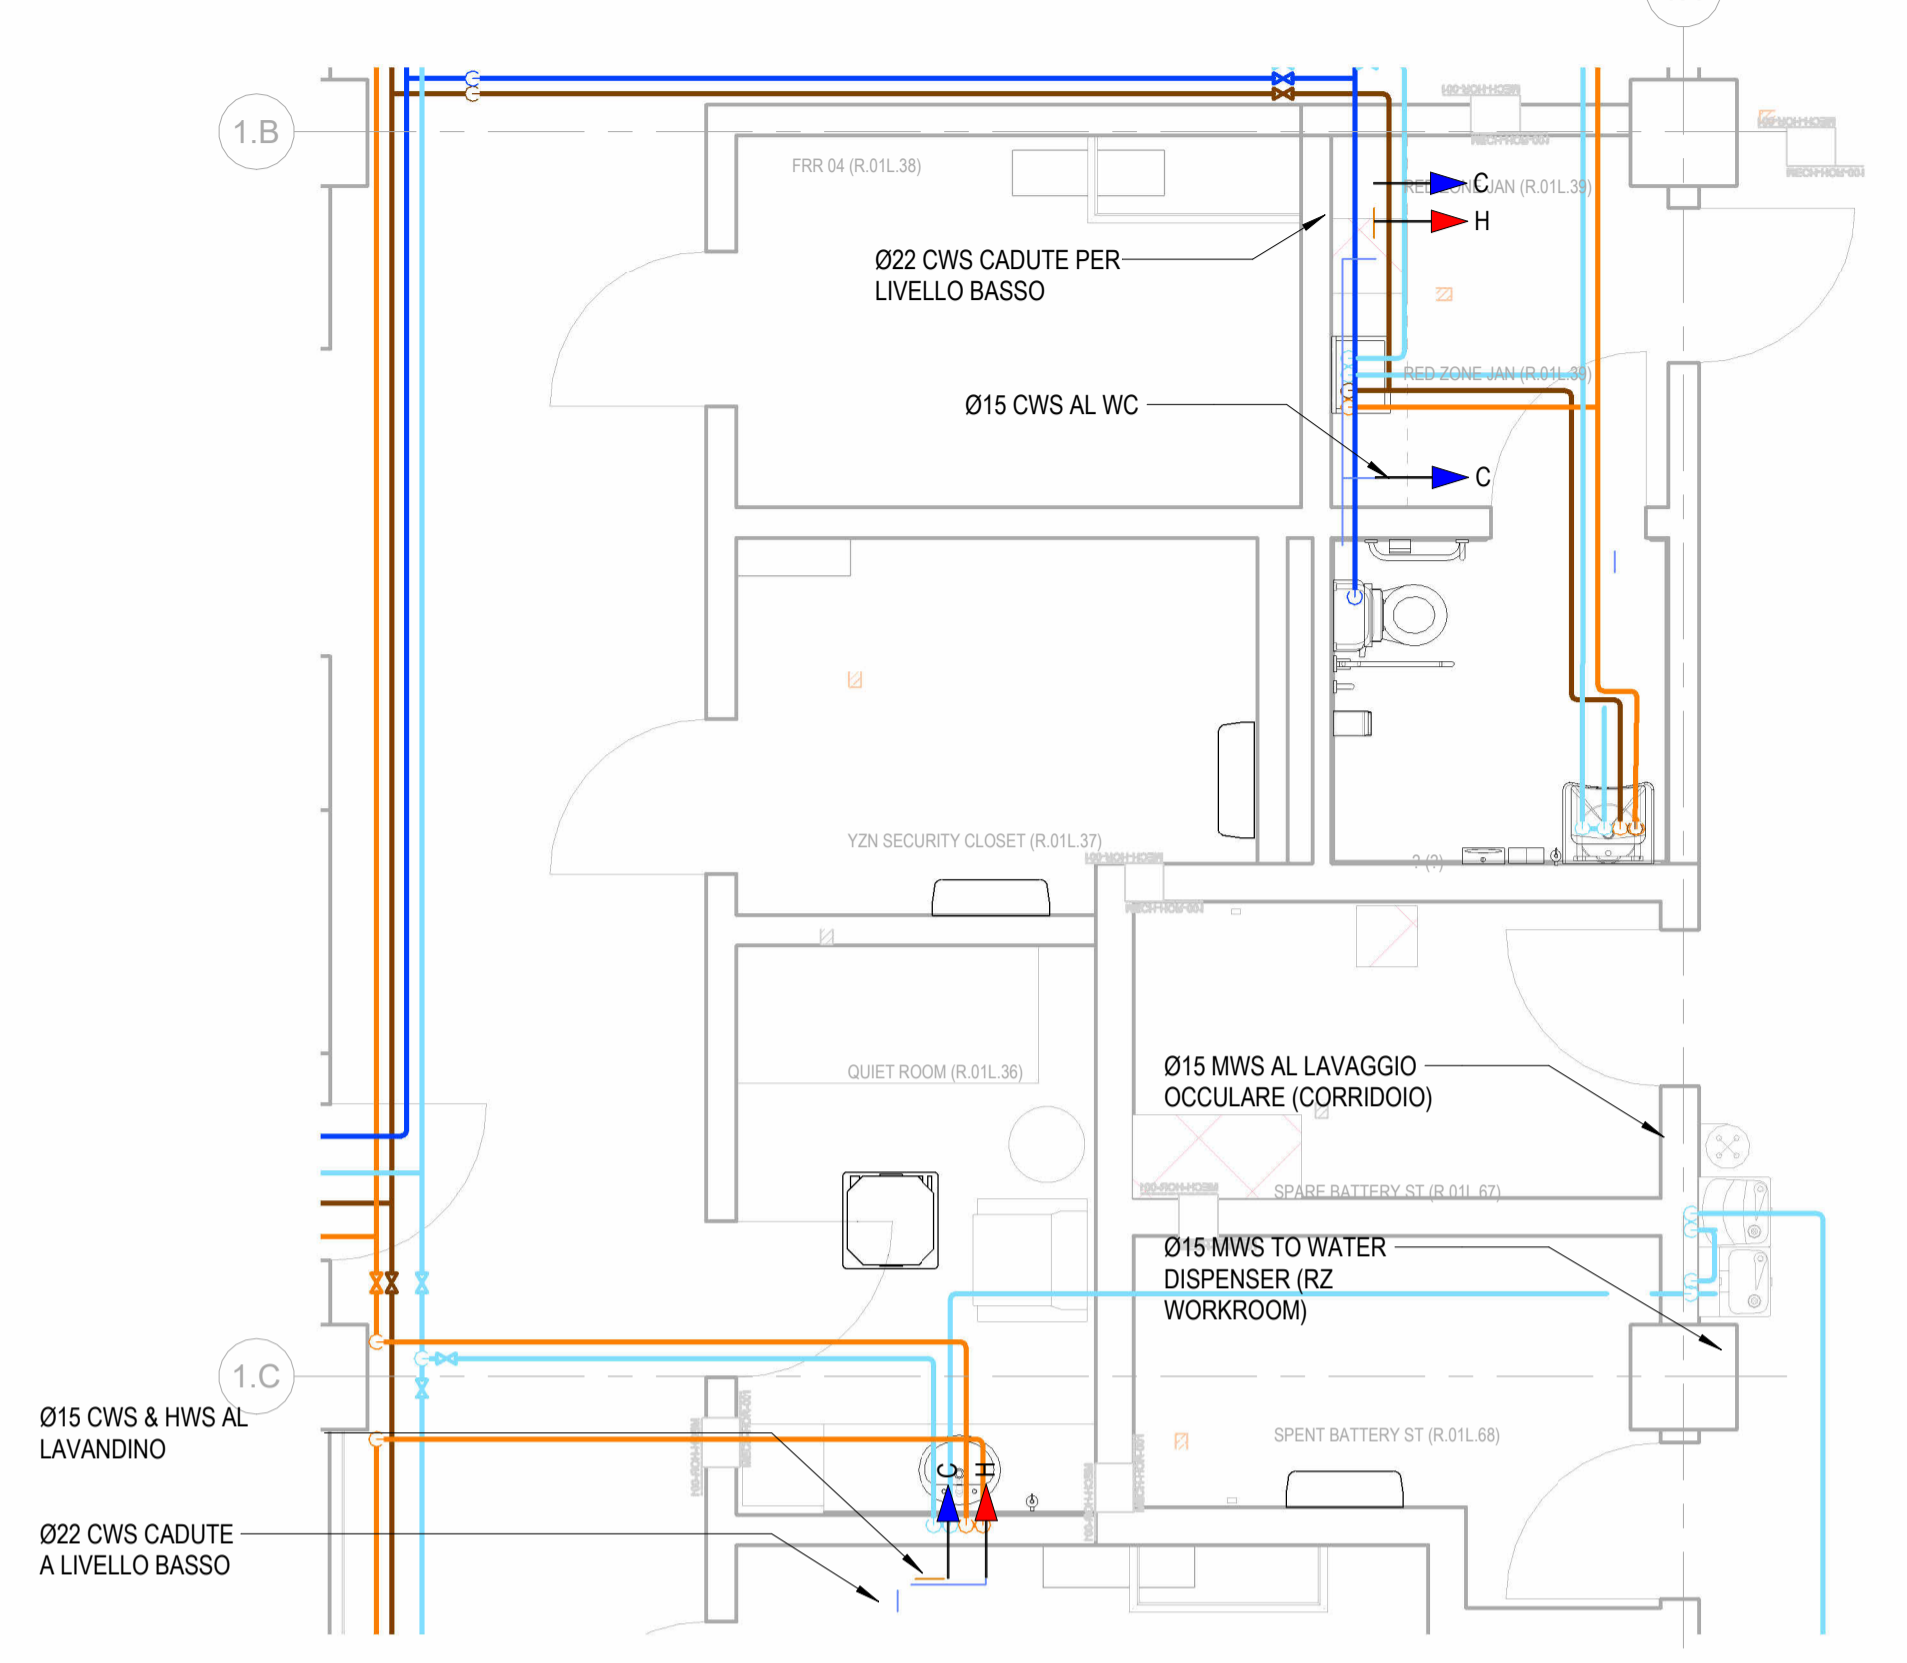 1.B
FRR 04 (R.01L.38)
RED ZONE JAN (R.01L.39)
C
H
Ø22 CWS CADUTE PER
LIVELLO BASSO
RED ZONE JAN (R.01L.39)
Ø15 CWS AL WC
C
YZN SECURITY CLOSET (R.01L.37)
? (?)
QUIET ROOM (R.01L.36)
Ø15 MWS AL LAVAGGIO
OCCULARE (CORRIDOIO)
SPARE BATTERY ST (R.01L.67)
Ø15 MWS TO WATER
DISPENSER (RZ
WORKROOM)
1.C
Ø15 CWS & HWS AL
LAVANDINO
SPENT BATTERY ST (R.01L.68)
C
H
Ø22 CWS CADUTE
A LIVELLO BASSO